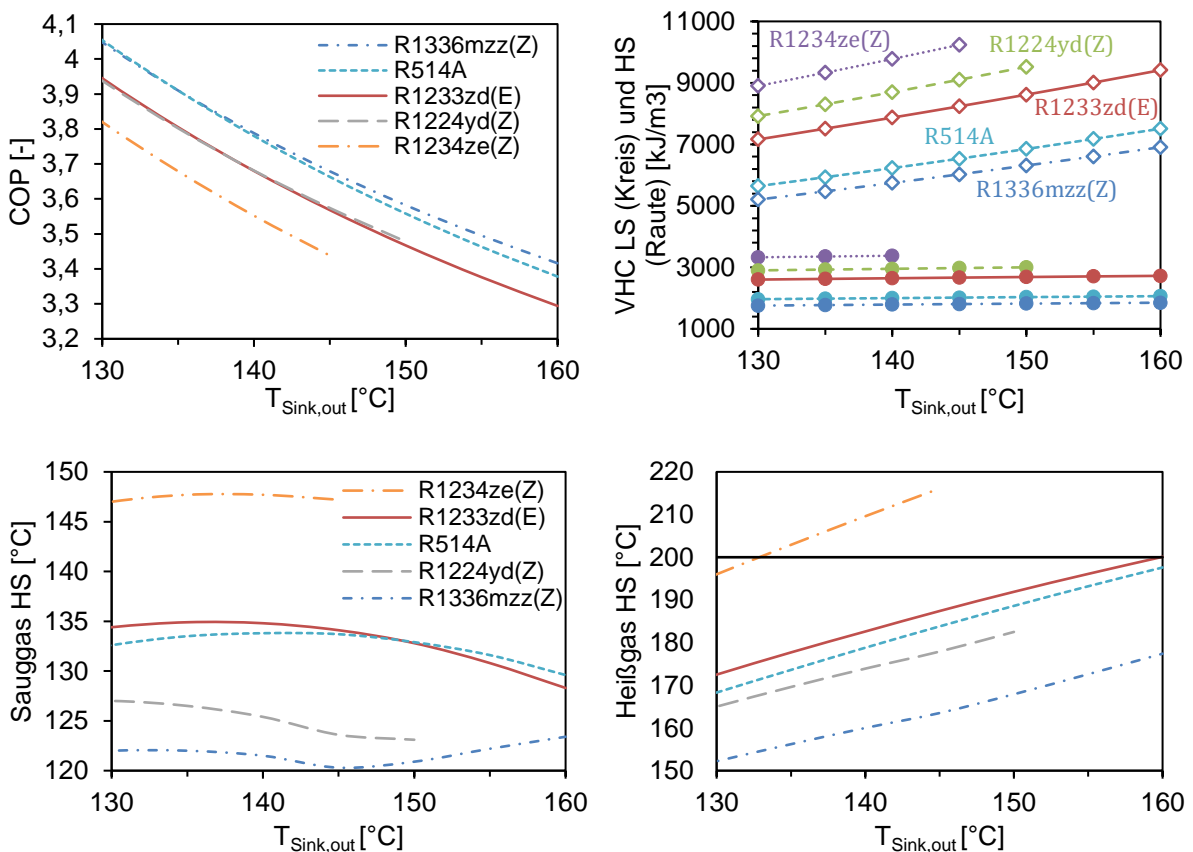 4,1
4
3,9
3,8
3,7
3,6
3,5
3,4
3,3
3,2
COP [-]
R1336mzz(Z)
R514A
R1233zd(E)
R1224yd(Z)
R1234ze(Z)
130
140
150
160
TSink,out [°C]
11000
9000
7000
5000
3000
1000
VHC LS (Kreis) und HS
(Raute) [kJ/m3]
R1234ze(Z)
R1224yd(Z)
R1233zd(E)
R514A
R1336mzz(Z)
130
140
150
160
TSink,out [°C]
150
145
140
135
130
125
120
Sauggas HS [°C]
R1234ze(Z)
R1233zd(E)
R514A
R1224yd(Z)
R1336mzz(Z)
130
140
150
160
TSink,out [°C]
220
210
200
190
180
170
160
150
Heißgas HS [°C]
130
140
150
160
TSink,out [°C]